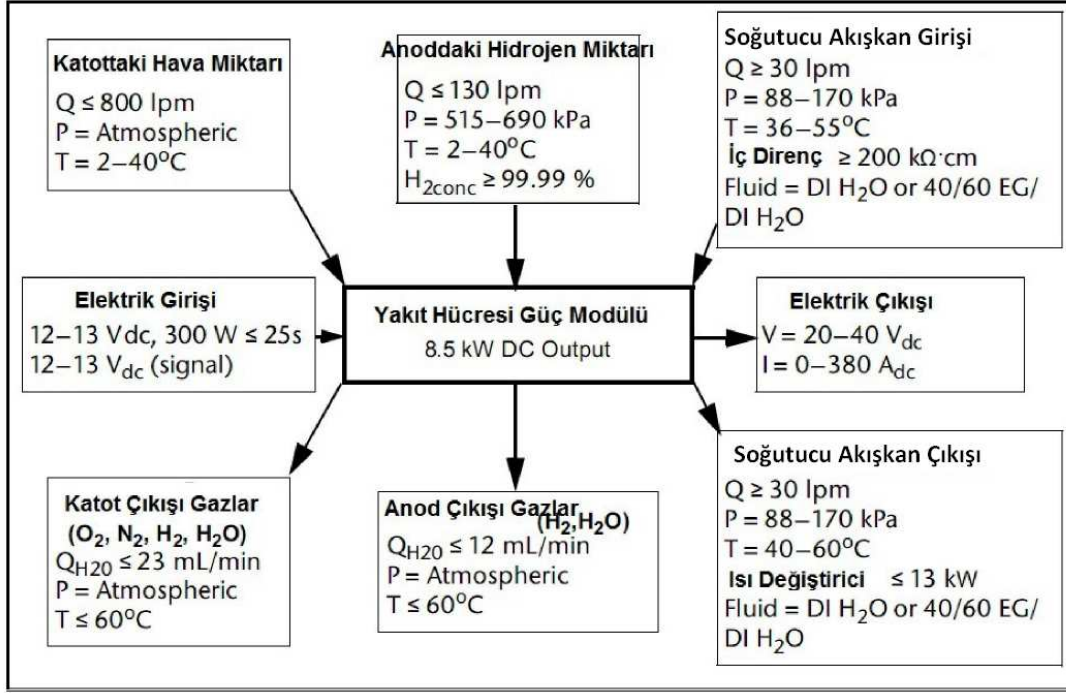 Katottaki Hava Miktarı
Q ≤ 800 lpm
P = Atmospheric
T = 2–40°C
Anoddaki Hidrojen Miktarı
Q ≤ 130 lpm
P = 515–690 kPa
T = 2–40°C
H2conc ≥ 99.99 %
Soğutucu Akışkan Girişi
Q ≥ 30 lpm
P = 88–170 kPa
T = 36–55°C
İç Direnç ≥ 200 kΩ·cm
Fluid = DI H2O or 40/60 EG/
DI H2O
Elektrik Girişi
12–13 Vdc, 300 W ≤ 25s
12–13 Vdc (signal)
Yakıt Hücresi Güç Modülü
8.5 kW DC Output
Elektrik Çıkışı
V = 20–40 Vdc
I = 0–380 Adc
Katot Çıkışı Gazlar
(O2, N2, H2, H2O)
QH20 ≤ 23 mL/min
P = Atmospheric
T ≤ 60°C
Anod Çıkışı Gazlar
(H2,H2O)
QH20 ≤ 12 mL/min
P = Atmospheric
T ≤ 60°C
Soğutucu Akışkan Çıkışı
Q ≥ 30 lpm
P = 88–170 kPa
T = 40–60°C
Isı Değiştirici ≤ 13 kW
Fluid = DI H2O or 40/60 EG/
DI H2O